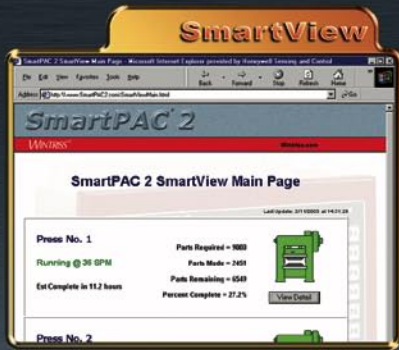 SmartView
SmartPAC 2 SmartView Main Page - Microsoft Internet Explorer provided by Honeywell Sensing and Control
File Edit View Favorites Tools Help
Back Forward Stop Refresh Home
Address
Go
SmartPAC 2
WINTRISS
Wintriss.com
SmartPAC 2 SmartView Main Page
Press No. 1
Running @ 36 SPM
Est Complete in 11.2 hours
Parts Required = 9000
Parts Made = 2451
Parts Remaining = 6549
Percent Complete = 27.2%
View Detail
Press No. 2